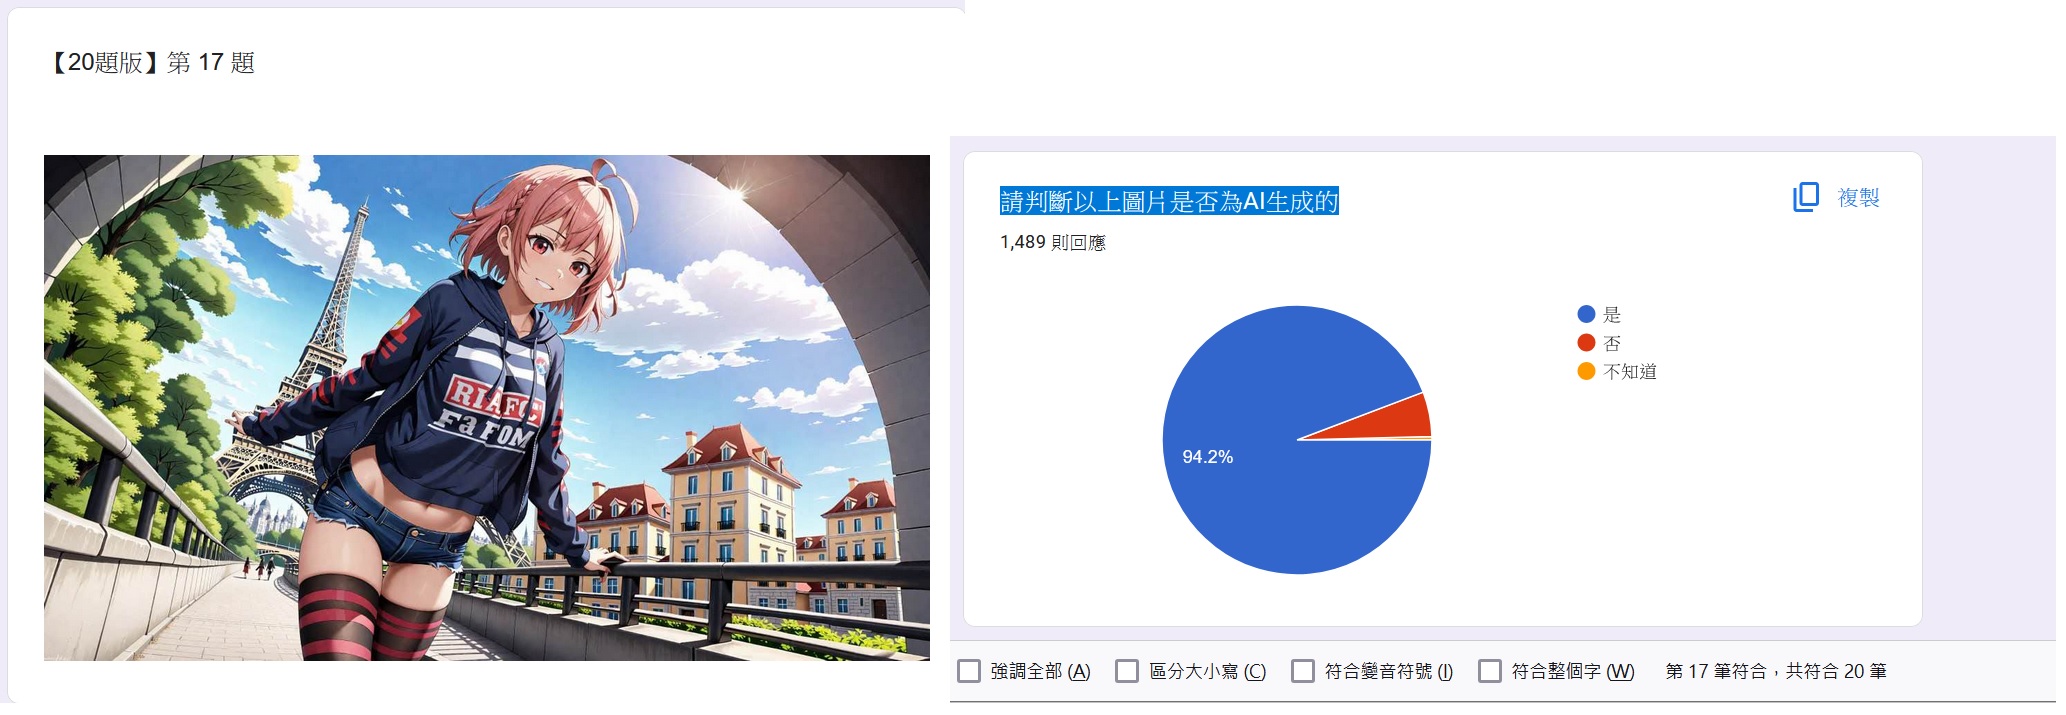 【20題版】第 17 題
RIAFC
FaFOM
請判斷以上圖片是否為AI生成的
複製
1,489 則回應
是
否
不知道
94.2%
強調全部 (A) 區分大小寫 (C) 符合變音符號 (I) 符合整個字 (W) 第 17 筆符合，共符合 20 筆